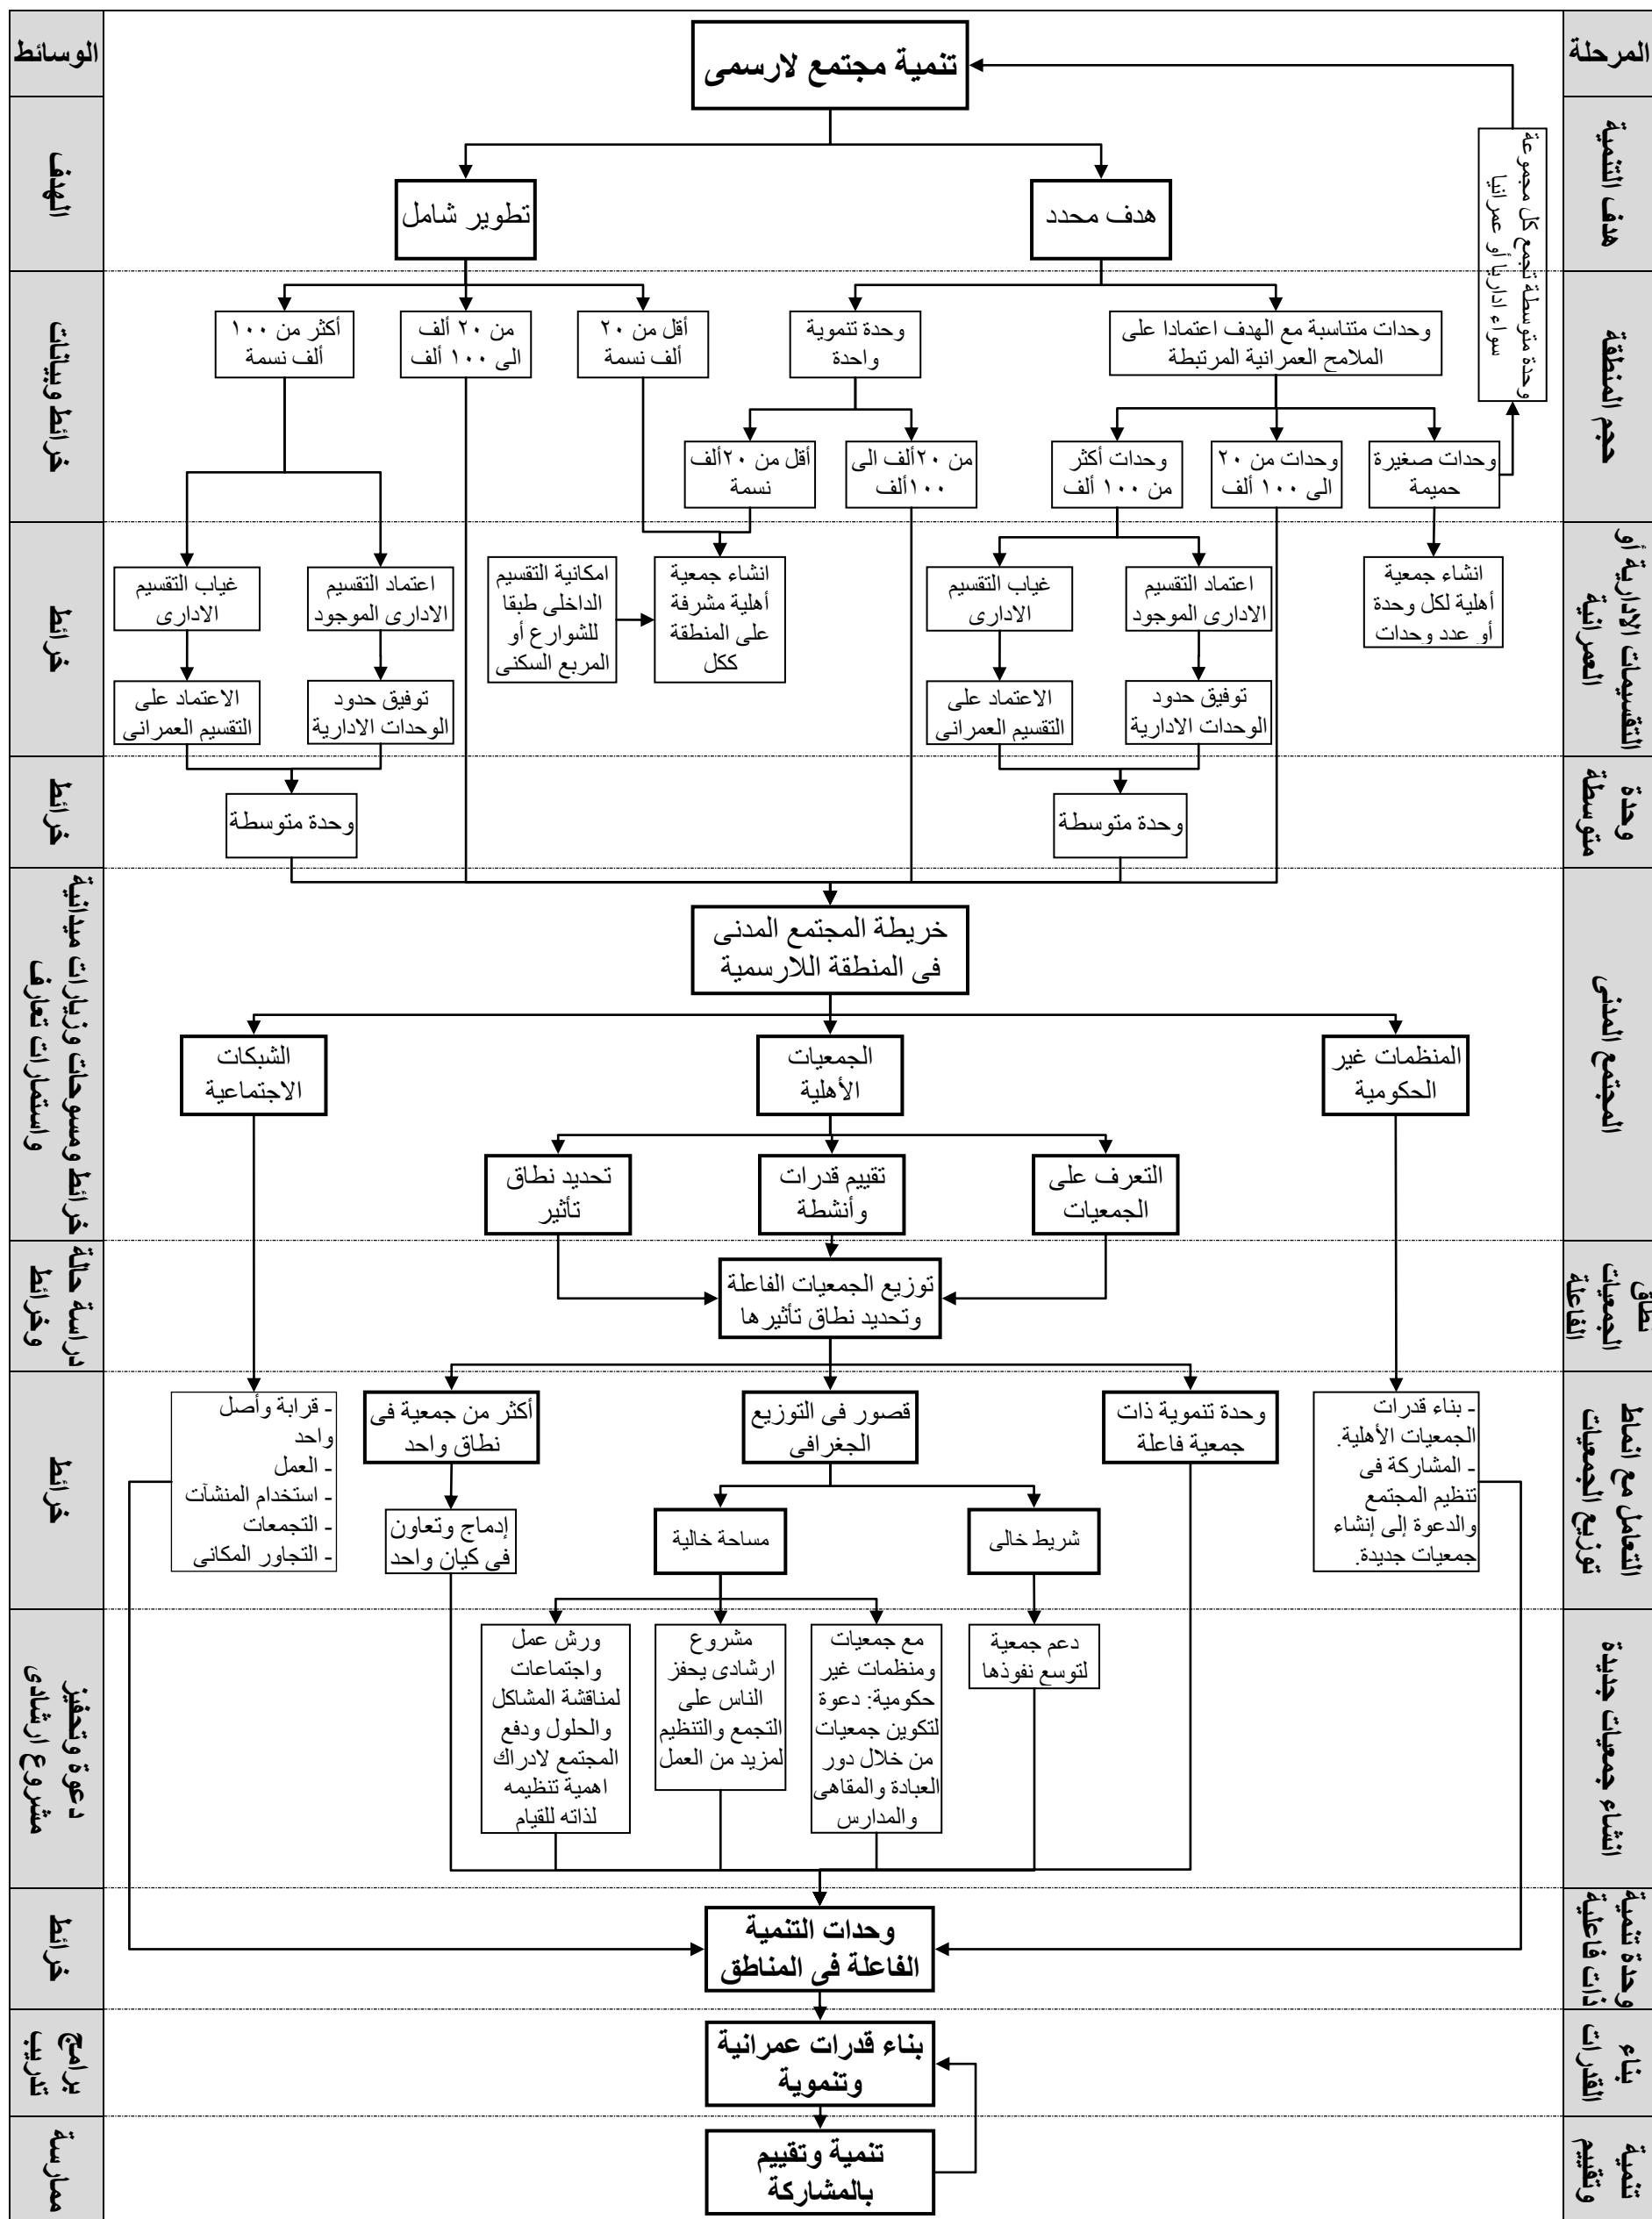 المرحلة
تنمية مجتمع لارسمى
الوسائط
هدف التنمية
وحدة متوسطة تجمع كل مجموعة
سواء اداريا أو عمرانيا
هدف محدد
تطوير شامل
الهدف
حجم المنطقة
وحدات متناسبة مع الهدف اعتمادا على
الملامح العمرانية المرتبطة
وحدة تنموية
واحدة
أقل من ٢٠
ألف نسمة
من ٢٠ ألف
الى ١٠٠ ألف
أكثر من ١٠٠
ألف نسمة
خرائط وبيانات
وحدات صغيرة
حميمة
وحدات من ٢٠
الى ١٠٠ ألف
وحدات أكثر
من ١٠٠ ألف
من ٢٠ألف الى
١٠٠ألف
أقل من ٢٠ألف
نسمة
التقسيمات الادارية أو
العمرانية
انشاء جمعية
أهلية لكل وحدة
أو عدد وحدات
اعتماد التقسيم
الادارى الموجود
غياب التقسيم
الادارى
انشاء جمعية
أهلية مشرفة
على المنطقة
ككل
امكانية التقسيم
الداخلى طبقا
للشوارع أو
المربع السكنى
اعتماد التقسيم
الادارى الموجود
غياب التقسيم
الادارى
خرائط
توفيق حدود
الوحدات الادارية
الاعتماد على
التقسيم العمرانى
توفيق حدود
الوحدات الادارية
الاعتماد على
التقسيم العمرانى
وحدة
متوسطة
وحدة متوسطة
وحدة متوسطة
خرائط
المجتمع المدنى
خريطة المجتمع المدنى
فى المنطقة اللارسمية
خرائط ومسوحات وزيارات ميدانية
واستمارات تعارف
المنظمات غير
الحكومية
الجمعيات
الأهلية
الشبكات
الاجتماعية
التعرف على
الجمعيات
تقييم قدرات
وأنشطة
تحديد نطاق
تأثير
نطاق
الجمعيات
الفاعلة
توزيع الجمعيات الفاعلة
وتحديد نطاق تأثيرها
دراسة حالة
وخرائط
التعامل مع انماط
توزيع الجمعيات
- بناء قدرات
الجمعيات الأهلية.
- المشاركة فى
تنظيم المجتمع
والدعوة إلى إنشاء
جمعيات جديدة.
وحدة تنموية ذات
جمعية فاعلة
قصور فى التوزيع
الجغرافى
أكثر من جمعية فى
نطاق واحد
- قرابة وأصل
واحد
- العمل
- استخدام المنشآت
- التجمعات
- التجاور المكانى
خرائط
شريط خالى
مساحة خالية
إدماج وتعاون
فى كيان واحد
انشاء جمعيات جديدة
دعم جمعية
لتوسع نفوذها
مع جمعيات
ومنظمات غير
حكومية: دعوة
لتكوين جمعيات
من خلال دور
العبادة والمقاهى
والمدارس
مشروع
ارشادى يحفز
الناس على
التجمع والتنظيم
لمزيد من العمل
ورش عمل
واجتماعات
لمناقشة المشاكل
والحلول ودفع
المجتمع لادراك
اهمية تنظيمه
لذاته للقيام
دعوة وتحفيز
مشروع ارشادى
وحدة تنمية
ذات فاعلية
وحدات التنمية
الفاعلة فى المناطق
خرائط
بناء
القدرات
بناء قدرات عمرانية
وتنموية
برامج
تدريب
تنمية
وتقييم
تنمية وتقييم
بالمشاركة
ممارسة